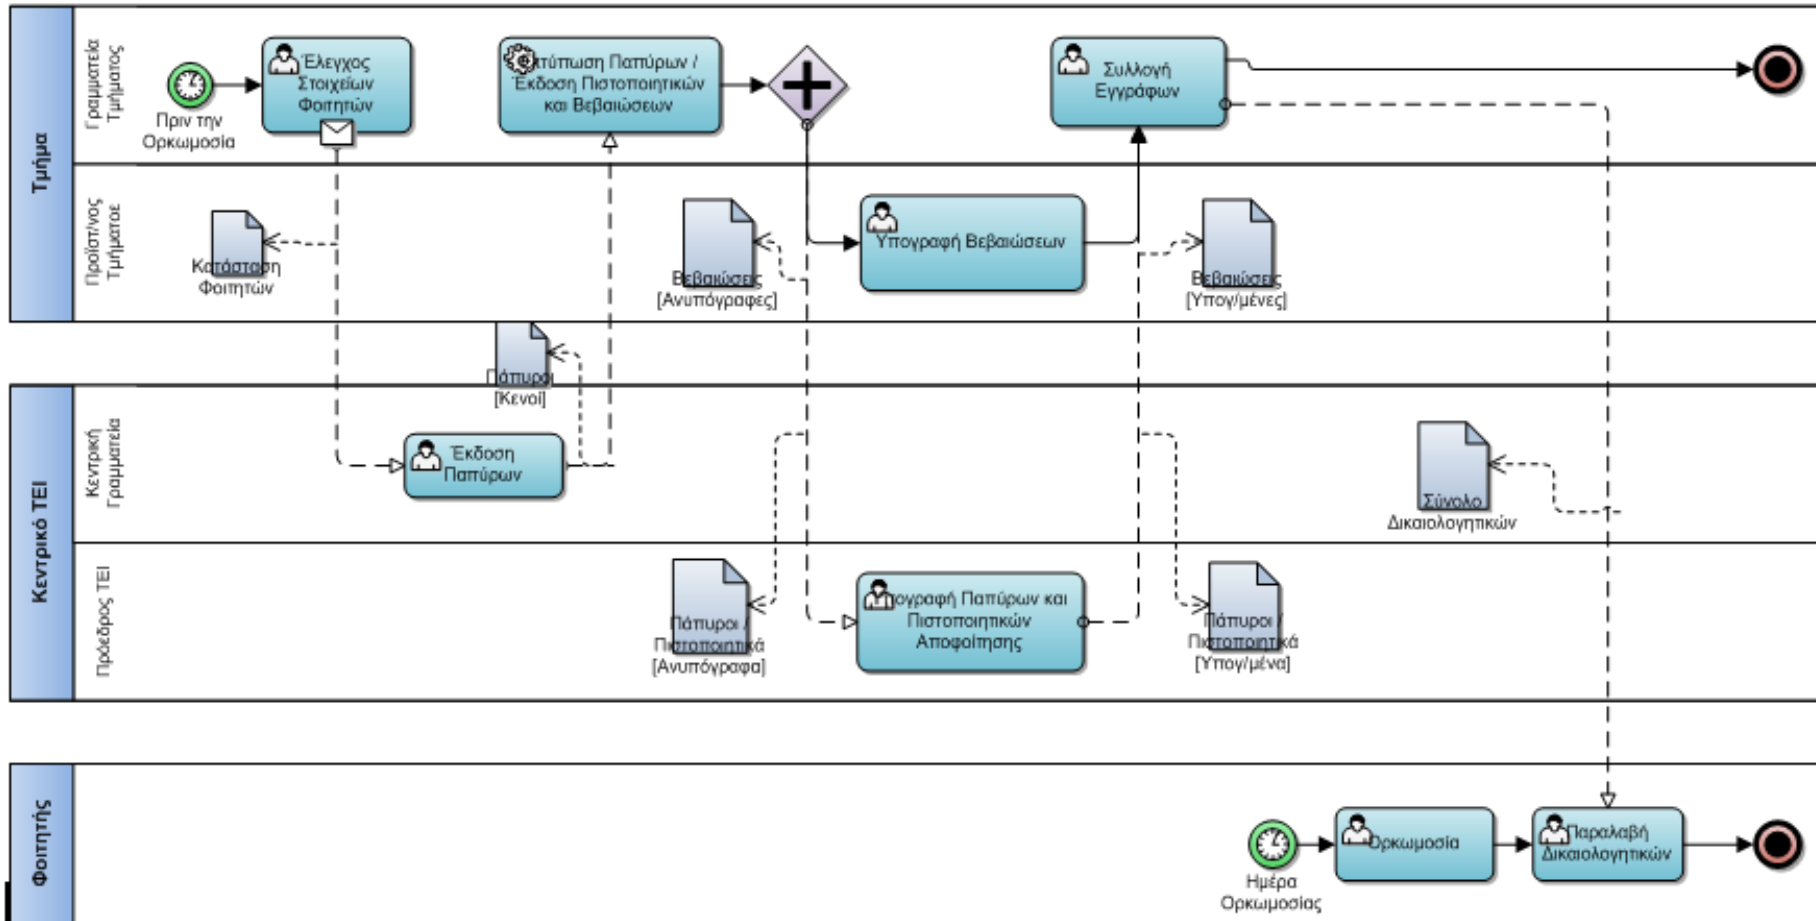 Τμήμα
Γραμματεία
Τμήματος
Πριν την
Ορκωμοσία
Έλεγχος
Στοιχείων
Φοιτητών
τύπωση Παπύρων /
Έκδοση Πιστοποιητικών
και Βεβαιώσεων
Συλλογή
Εγγράφων
Προϊστ/νος
Τμήματοε
Κατάσταση
Φοιτητών
Βεβαιώσεις
[Ανυπόγραφες]
Υπογραφή Βεβαιώσεων
Βεβαιώσεις
[Υπογ/μένες]
Κεντρικό ΤΕΙ
Κεντρική
Γραμματεία
Πάπυροι
[Κενοί]
Έκδοση
Παπύρων
Σύνολο
Δικαιολογητικών
Πρόεδρος ΤΕΙ
Πάπυροι /
Πιστοποιητικά
[Ανυπόγραφα]
Υπογραφή Παπύρων και
Πιστοποιητικών
Αποφοίτησης
Πάπυροι /
Πιστοποιητικά
[Υπογ/μένα]
Φοιτητής
Ημέρα
Ορκωμοσίας
Ορκωμοσία
Παραλαβή
Δικαιολογητικών